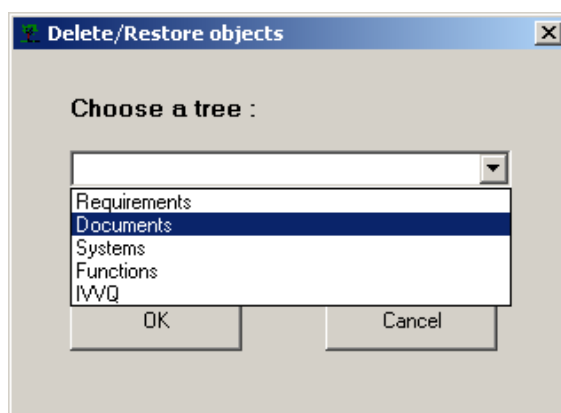 Delete/Restore objects
Choose a tree :
Requirements
Documents
Systems
Functions
IVVQ
OK
Cancel